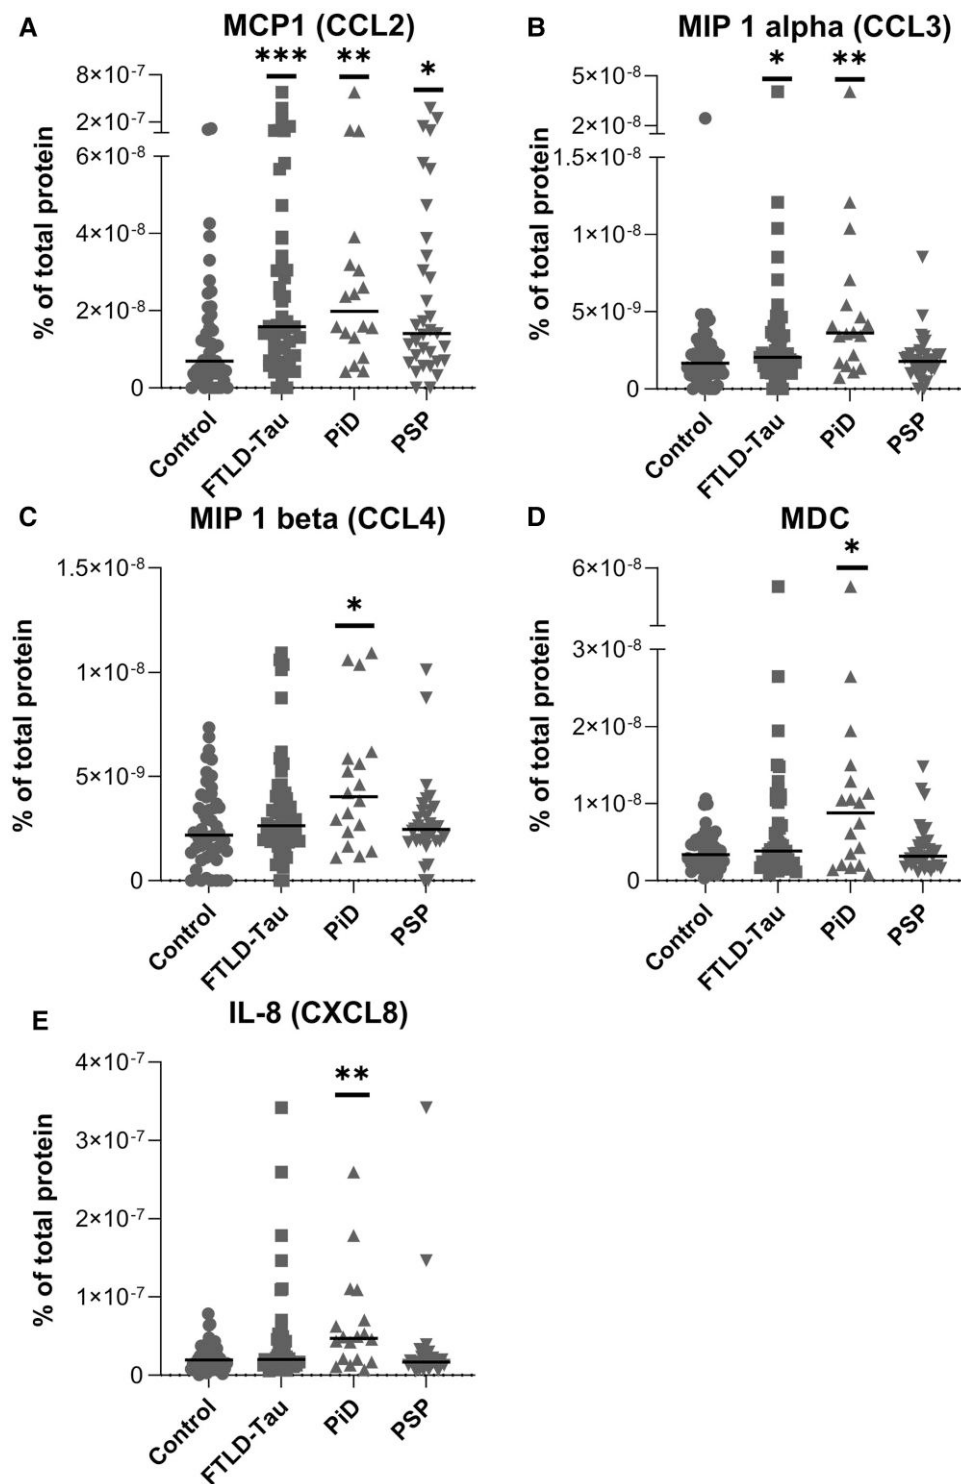 A
MCP1 (CCL2)
*** ** *
% of total protein
8×10⁻⁷
2×10⁻⁷
6×10⁻⁸
4×10⁻⁸
2×10⁻⁸
0
Control FTLD-Tau PiD PSP
B
MIP 1 alpha (CCL3)
* **
% of total protein
5×10⁻⁸
2×10⁻⁸
1.5×10⁻⁸
1×10⁻⁸
5×10⁻⁹
0
Control FTLD-Tau PiD PSP
C
MIP 1 beta (CCL4)
*
% of total protein
1.5×10⁻⁸
1×10⁻⁸
5×10⁻⁹
0
Control FTLD-Tau PiD PSP
D
MDC
*
% of total protein
6×10⁻⁸
3×10⁻⁸
2×10⁻⁸
1×10⁻⁸
0
Control FTLD-Tau PiD PSP
E
IL-8 (CXCL8)
**
% of total protein
4×10⁻⁷
3×10⁻⁷
2×10⁻⁷
1×10⁻⁷
0
Control FTLD-Tau PiD PSP